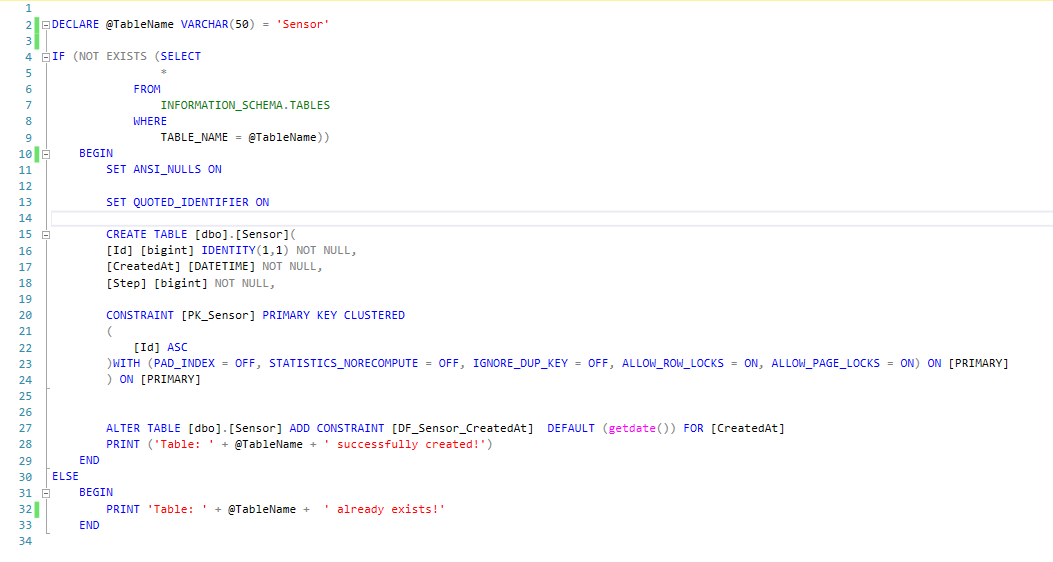 1
2 DECLARE @TableName VARCHAR(50) = 'Sensor'
3
4 IF (NOT EXISTS (SELECT
5 *
6 FROM
7 INFORMATION_SCHEMA.TABLES
8 WHERE
9 TABLE_NAME = @TableName))
10 BEGIN
11 SET ANSI_NULLS ON
12
13 SET QUOTED_IDENTIFIER ON
14
15 CREATE TABLE [dbo].[Sensor](
16 [Id] [bigint] IDENTITY(1,1) NOT NULL,
17 [CreatedAt] [DATETIME] NOT NULL,
18 [Step] [bigint] NOT NULL,
19
20 CONSTRAINT [PK_Sensor] PRIMARY KEY CLUSTERED
21 (
22 [Id] ASC
23 )WITH (PAD_INDEX = OFF, STATISTICS_NORECOMPUTE = OFF, IGNORE_DUP_KEY = OFF, ALLOW_ROW_LOCKS = ON, ALLOW_PAGE_LOCKS = ON) ON [PRIMARY]
24 ) ON [PRIMARY]
25
26
27 ALTER TABLE [dbo].[Sensor] ADD CONSTRAINT [DF_Sensor_CreatedAt]  DEFAULT (getdate()) FOR [CreatedAt]
28 PRINT ('Table: ' + @TableName + ' successfully created!')
29 END
30 ELSE
31 BEGIN
32 PRINT 'Table: ' + @TableName +  ' already exists!'
33 END
34